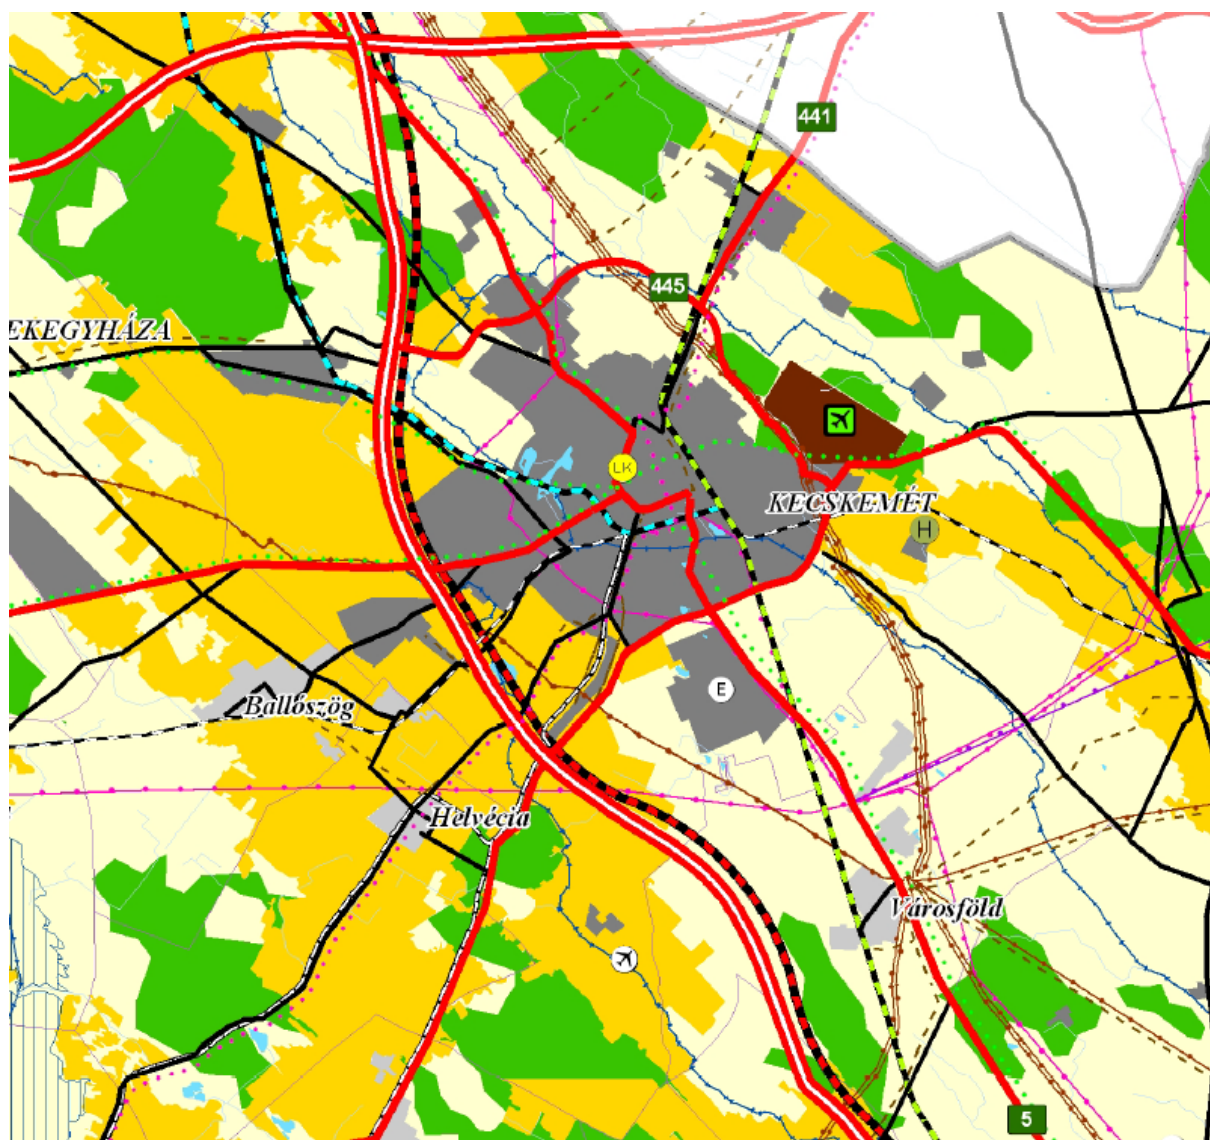 441
445
EKEGYHÁZA
LK
KECSKEMÉT
H
E
Ballószög
Helvécia
Városföld
5